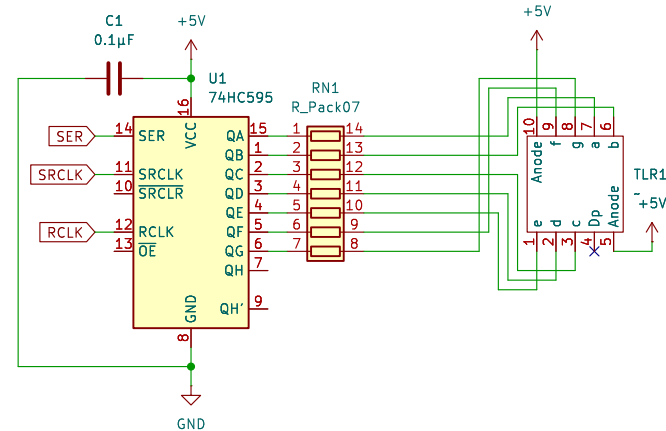 C1
0.1µF
+5V
U1
74HC595
16
VCC
SER
14
SER
QA
15
SRCLK
11
SRCLK
QB
1
10
SRCLR
QC
2
QD
3
RCLK
12
RCLK
QE
4
13
OE
QF
5
QG
6
QH
7
QH'
9
GND
8
GND
RN1
R_Pack07
1
14
2
13
3
12
4
11
5
10
6
9
7
8
+5V
10
9
8
7
6
Anode
f
g
a
b
TLR1
~
+5V
e
d
c
Dp
Anode
1
2
3
4
5